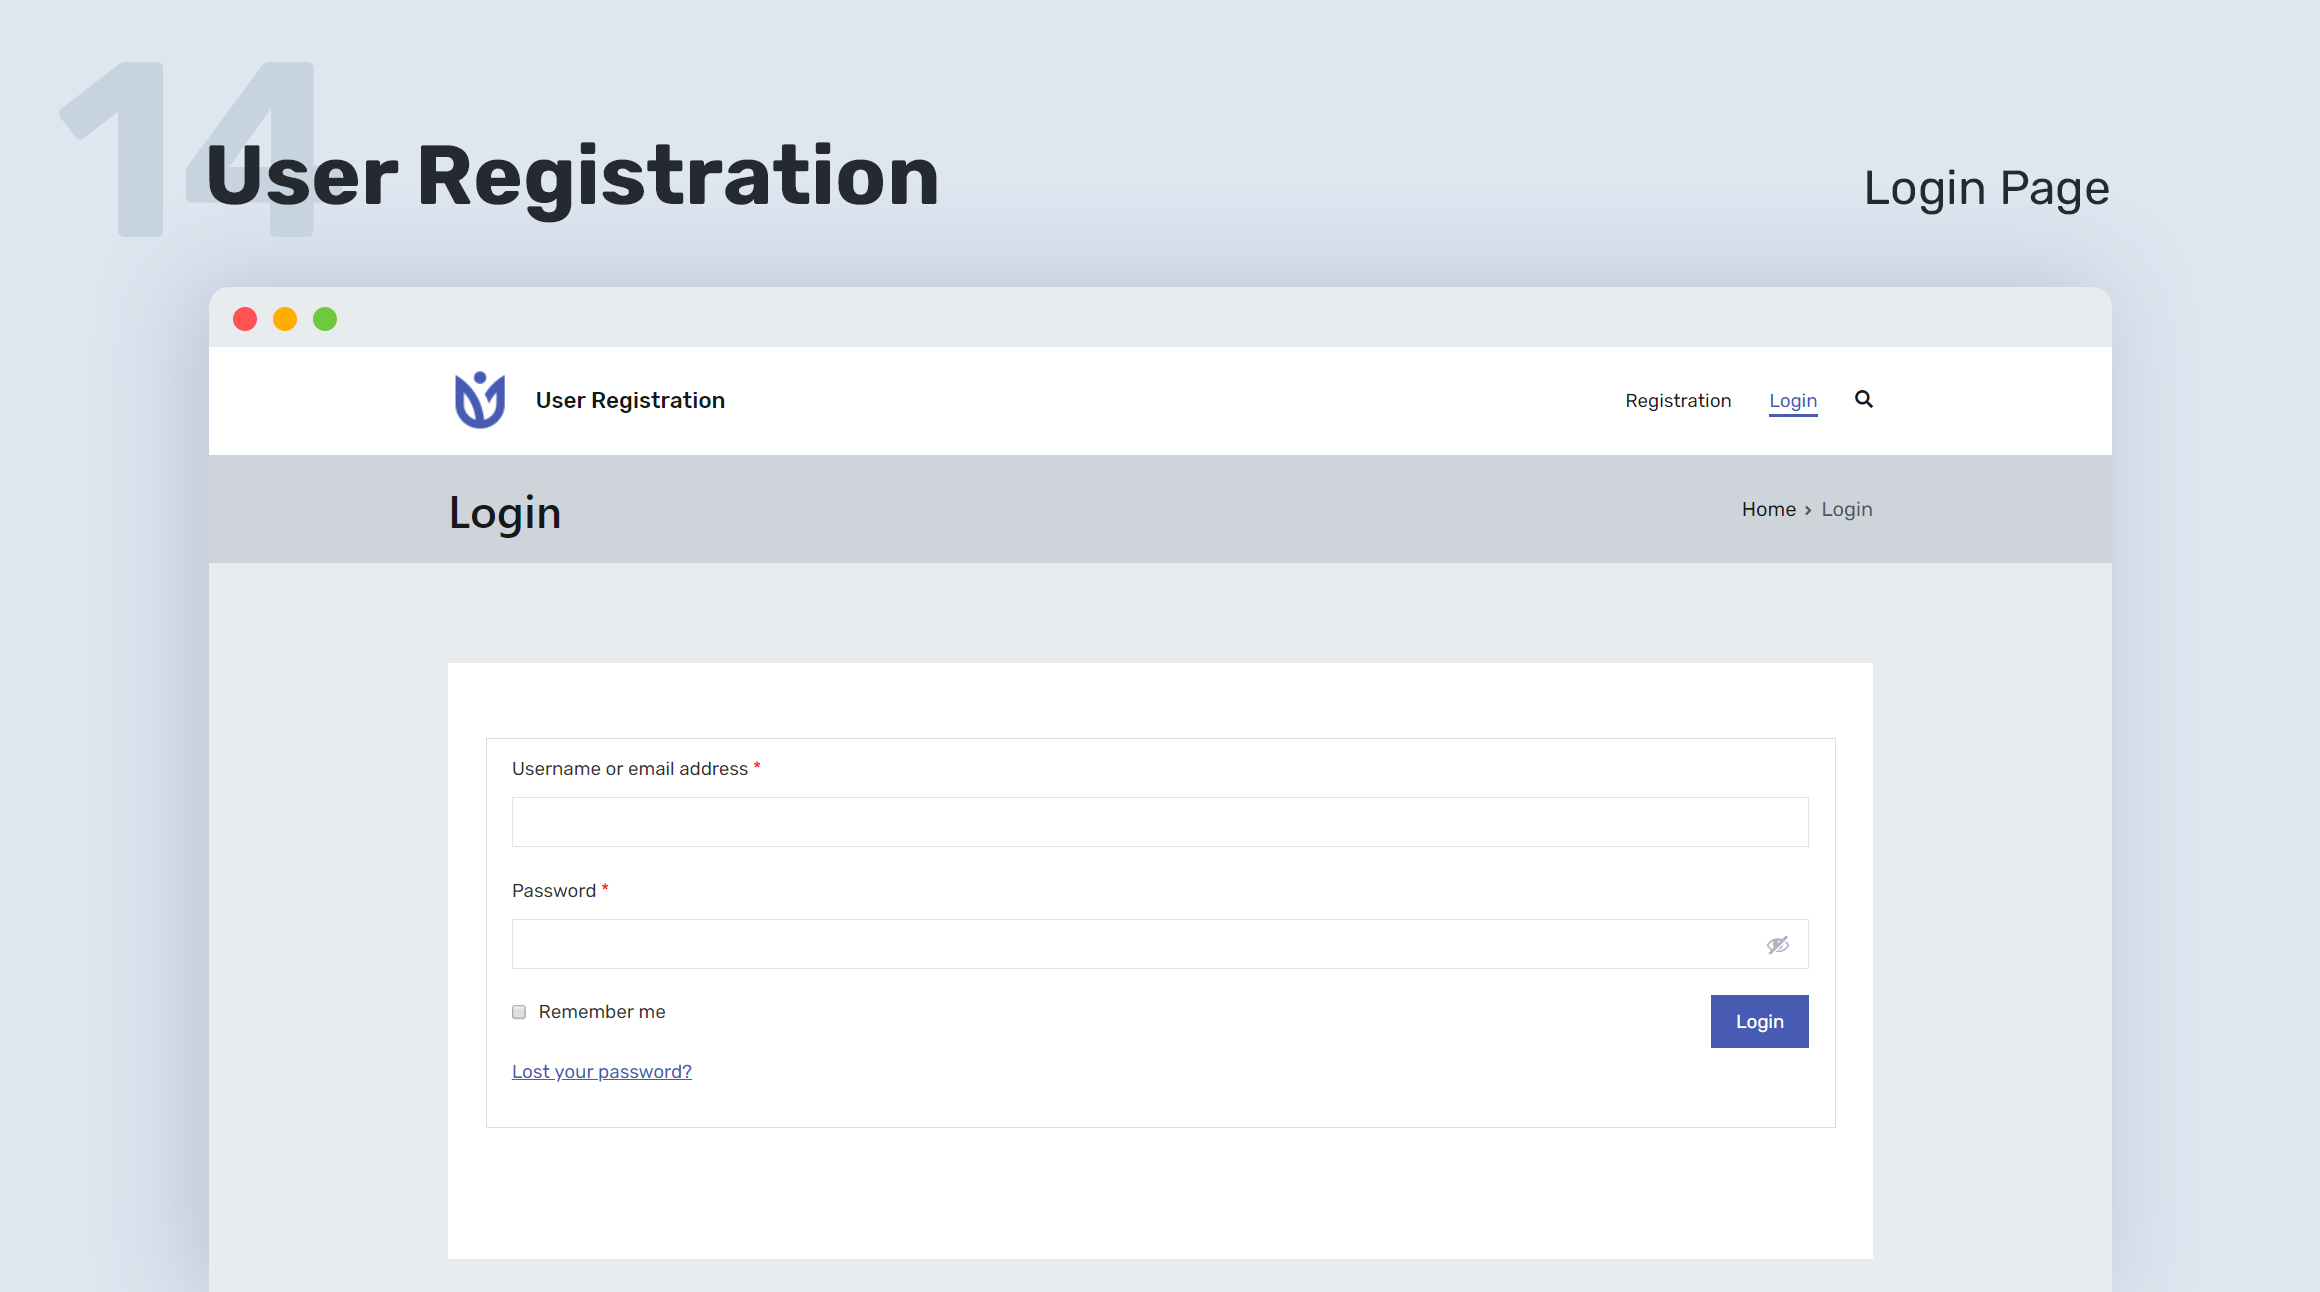 14
User Registration
Login Page
User Registration
Registration
Login
Login
Home › Login
Username or email address *
Password *
Remember me
Login
Lost your password?